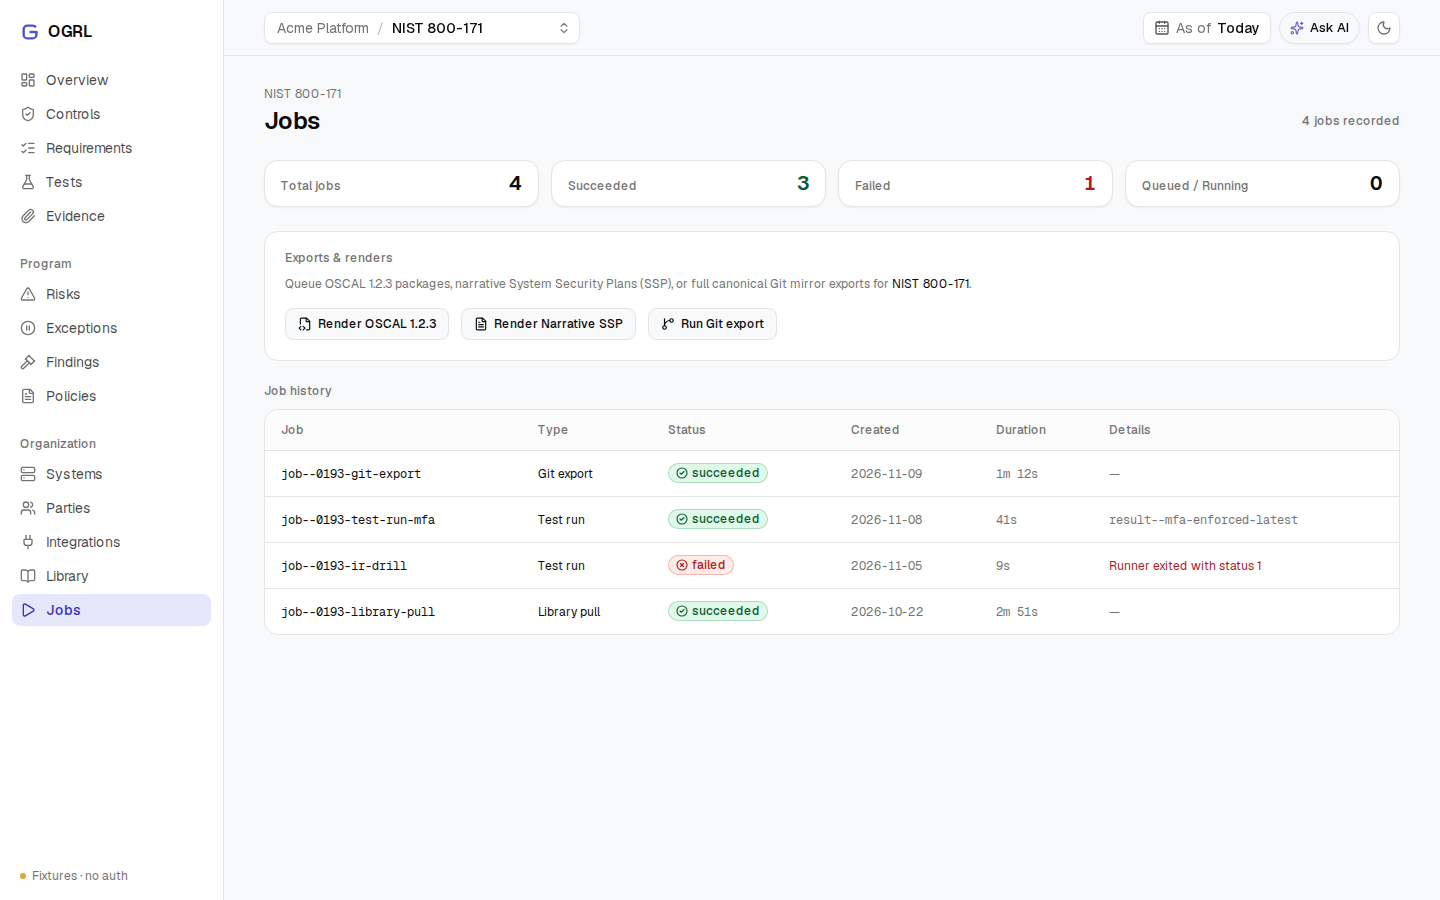 OGRL
Acme Platform / NIST 800-171
As of Today
Ask AI
Overview
Controls
Requirements
Tests
Evidence
Program
Risks
Exceptions
Findings
Policies
Organization
Systems
Parties
Integrations
Library
Jobs
Fixtures · no auth
NIST 800-171
Jobs
4 jobs recorded
Total jobs 4
Succeeded 3
Failed 1
Queued / Running 0
Exports & renders
Queue OSCAL 1.2.3 packages, narrative System Security Plans (SSP), or full canonical Git mirror exports for NIST 800-171.
Render OSCAL 1.2.3
Render Narrative SSP
Run Git export
Job history
Job Type Status Created Duration Details
job--0193-git-export Git export succeeded 2026-11-09 1m 12s —
job--0193-test-run-mfa Test run succeeded 2026-11-08 41s result--mfa-enforced-latest
job--0193-ir-drill Test run failed 2026-11-05 9s Runner exited with status 1
job--0193-library-pull Library pull succeeded 2026-10-22 2m 51s —